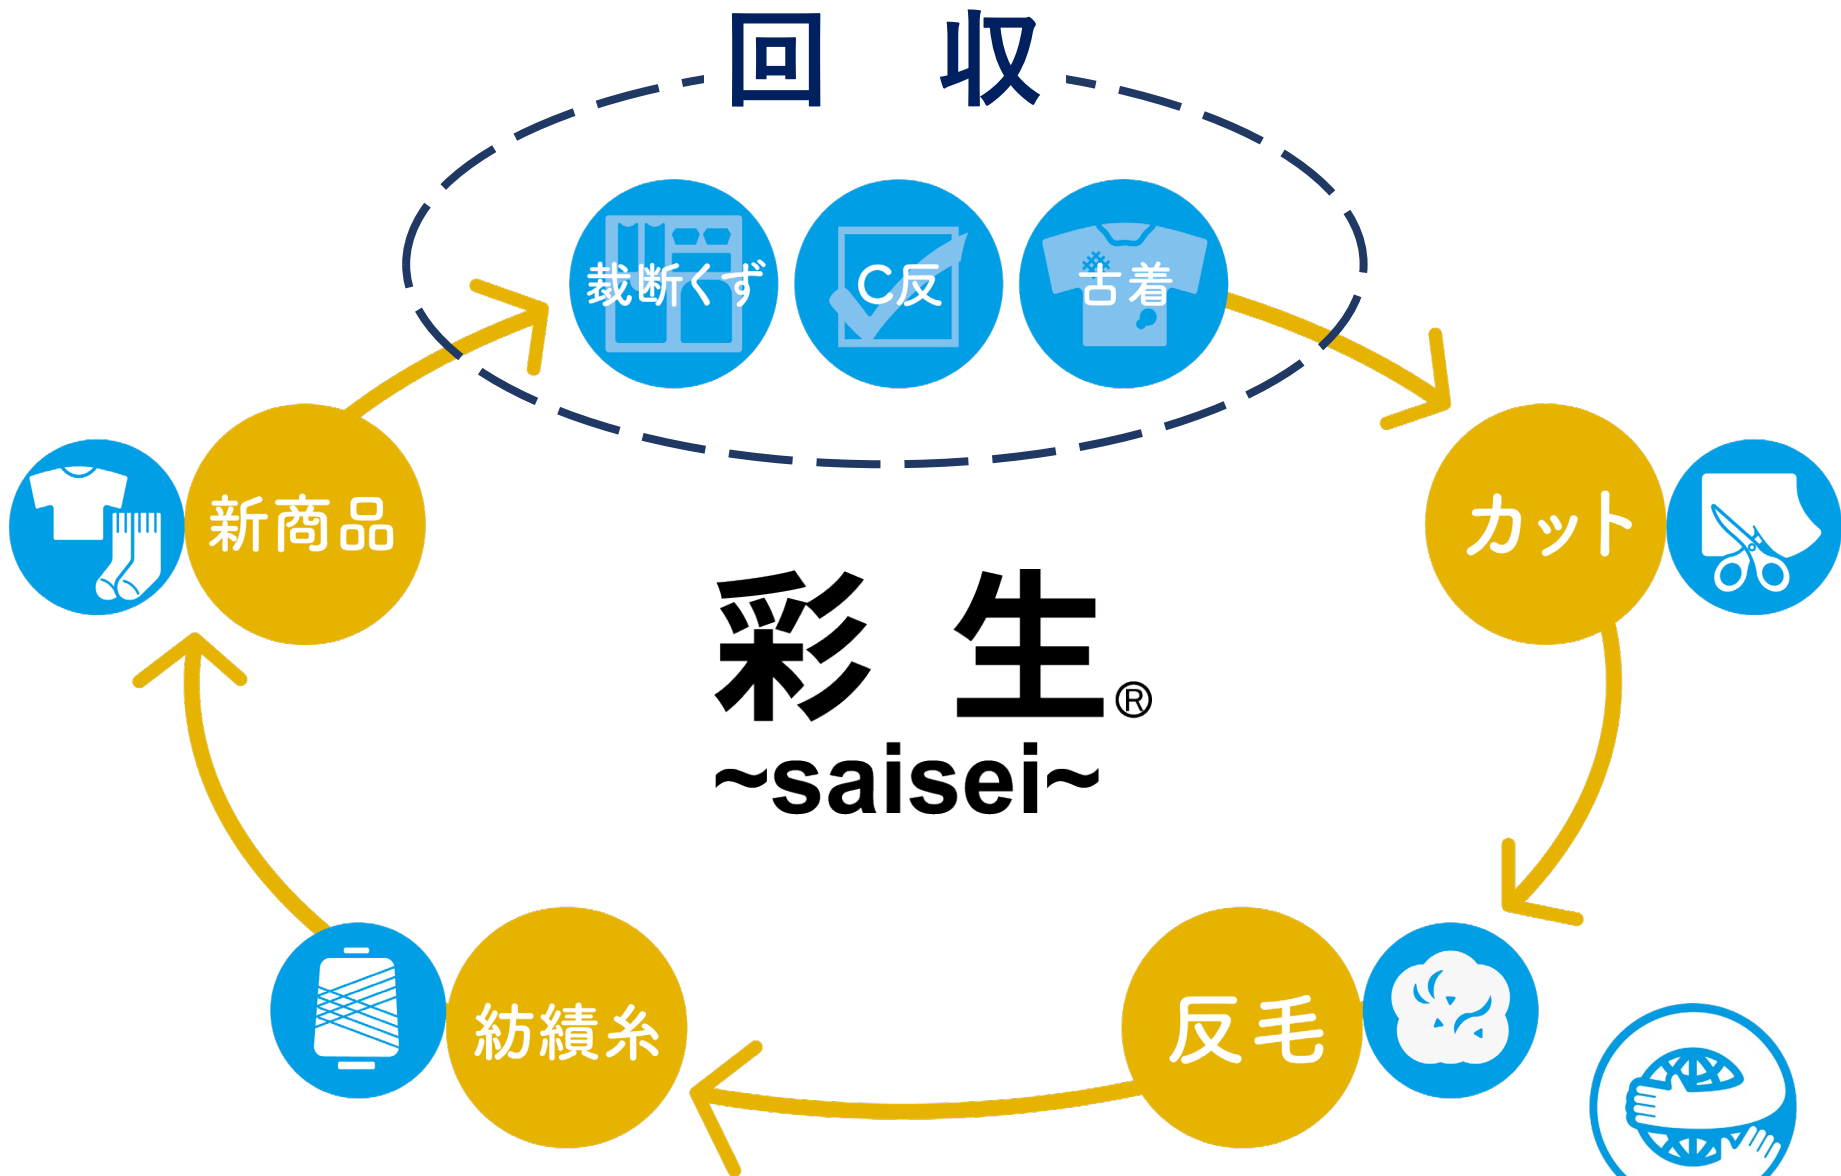 回 収
裁断くず
C反
古着
新商品
カット
彩 生®
~saisei~
紡績糸
反毛